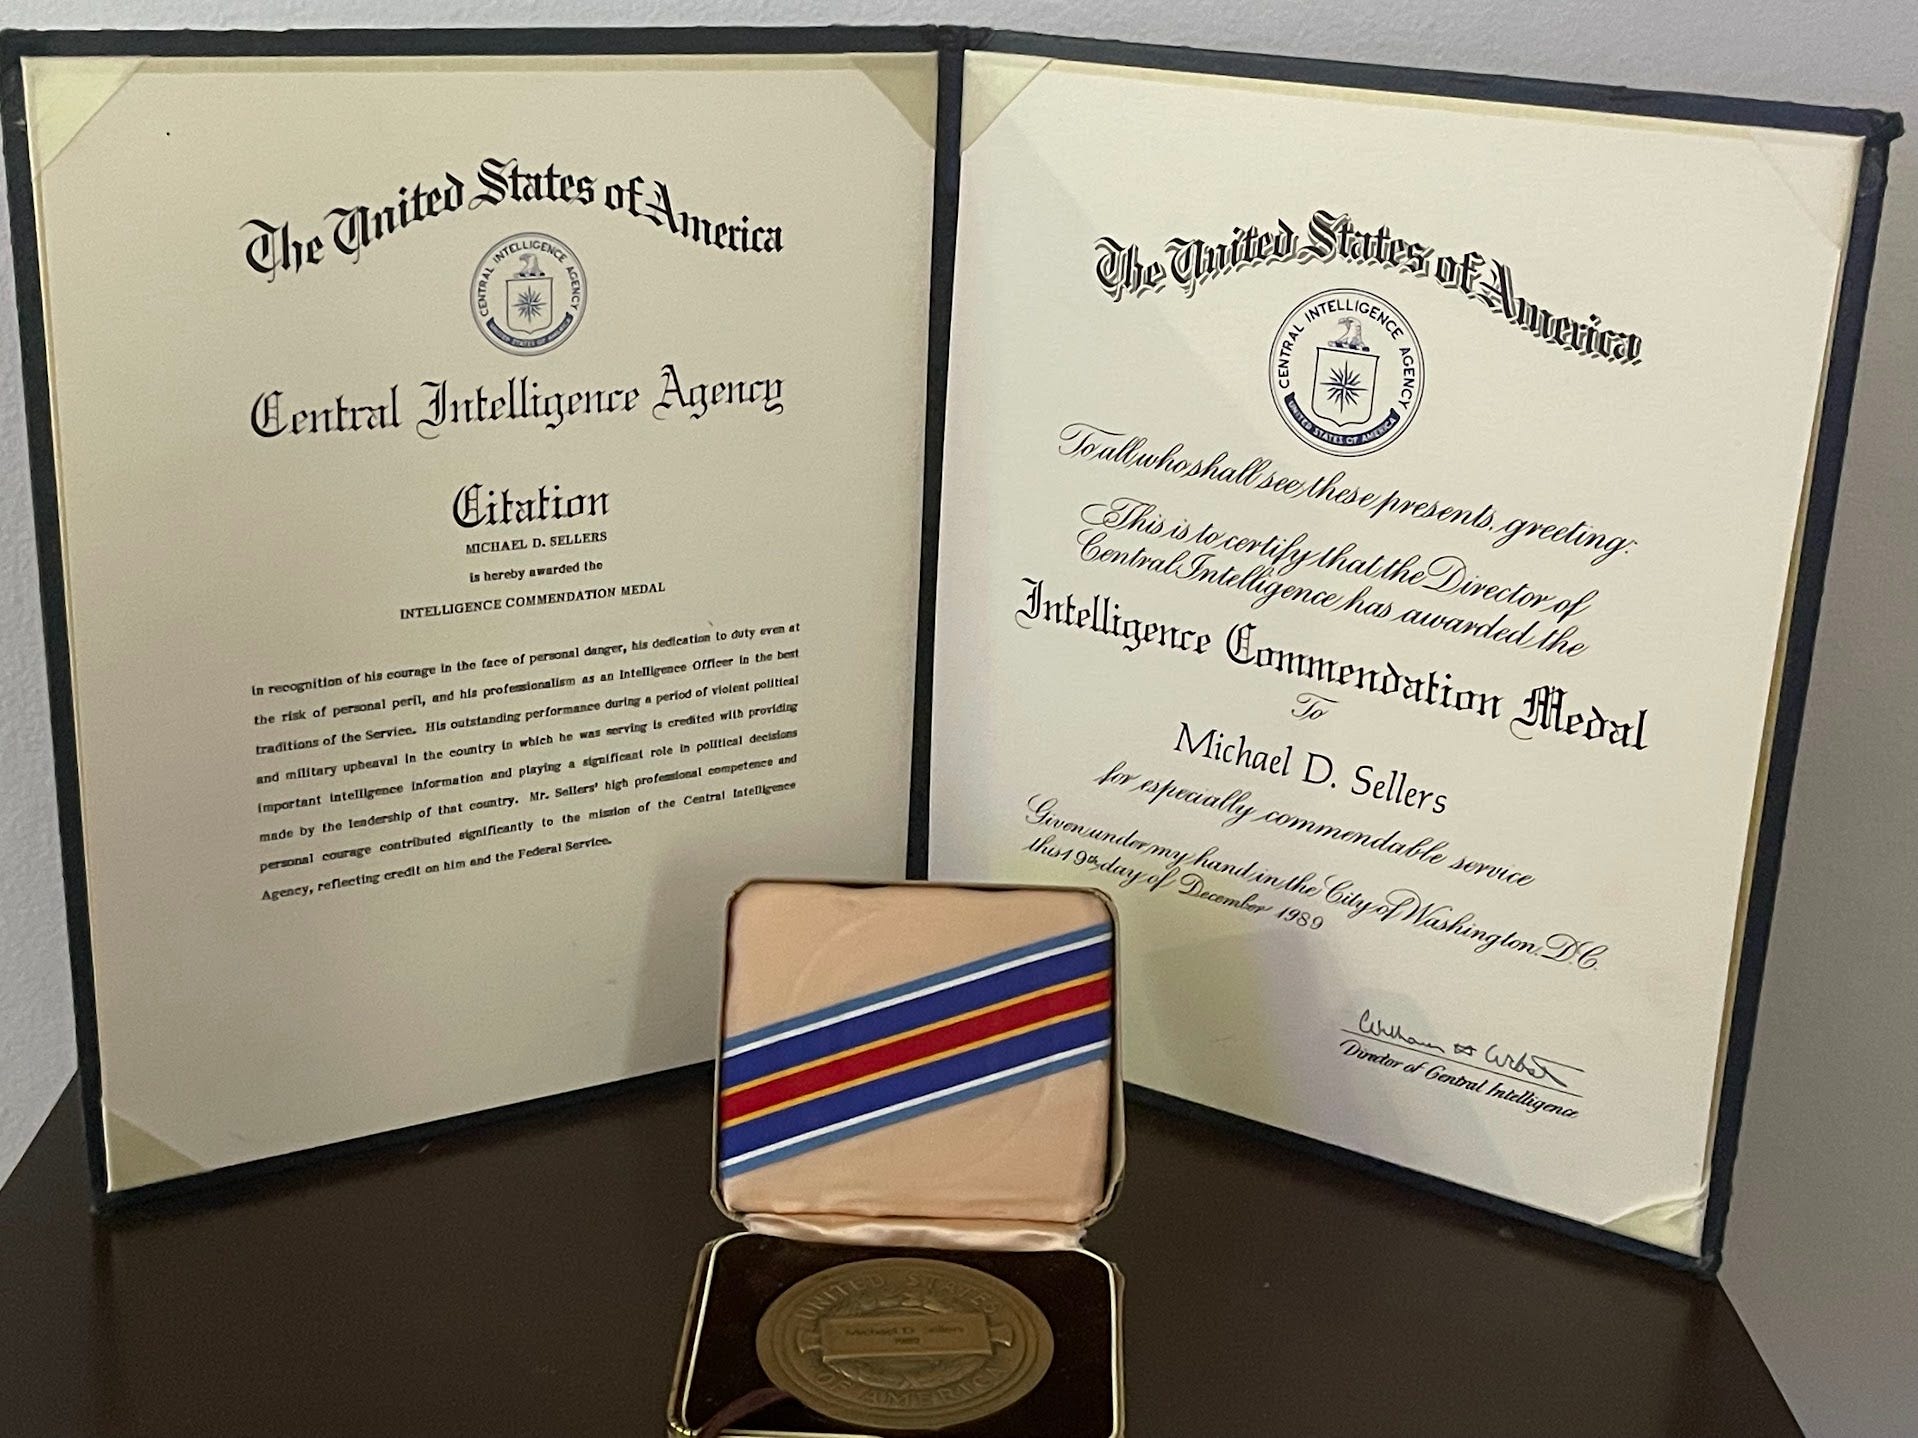 The United States of America
CENTRAL INTELLIGENCE AGENCY
UNITED STATES OF AMERICA
Central Intelligence Agency
Citation
MICHAEL D. SELLERS
is hereby awarded the
INTELLIGENCE COMMENDATION MEDAL
in recognition of his courage in the face of personal danger, his dedication to duty even at
the risk of personal peril, and his professionalism as an Intelligence Officer in the best
traditions of the Service. His outstanding performance during a period of violent political
and military upheaval in the country in which he was serving is credited with providing
important intelligence information and playing a significant role in political decisions
made by the leadership of that country. Mr. Sellers' high professional competence and
personal courage contributed significantly to the mission of the Central Intelligence
Agency, reflecting credit on him and the Federal Service.
The United States of America
CENTRAL INTELLIGENCE AGENCY
UNITED STATES OF AMERICA
To all who shall see these presents, greeting:
This is to certify that the Director of
Central Intelligence has awarded the
Intelligence Commendation Medal
To
Michael D. Sellers
for especially commendable service
Given under my hand in the City of Washington, D.C.
this 19th day of December 1989
William H Webster
Director of Central Intelligence
UNITED STATES
Michael D. Sellers
1989
OF AMERICA